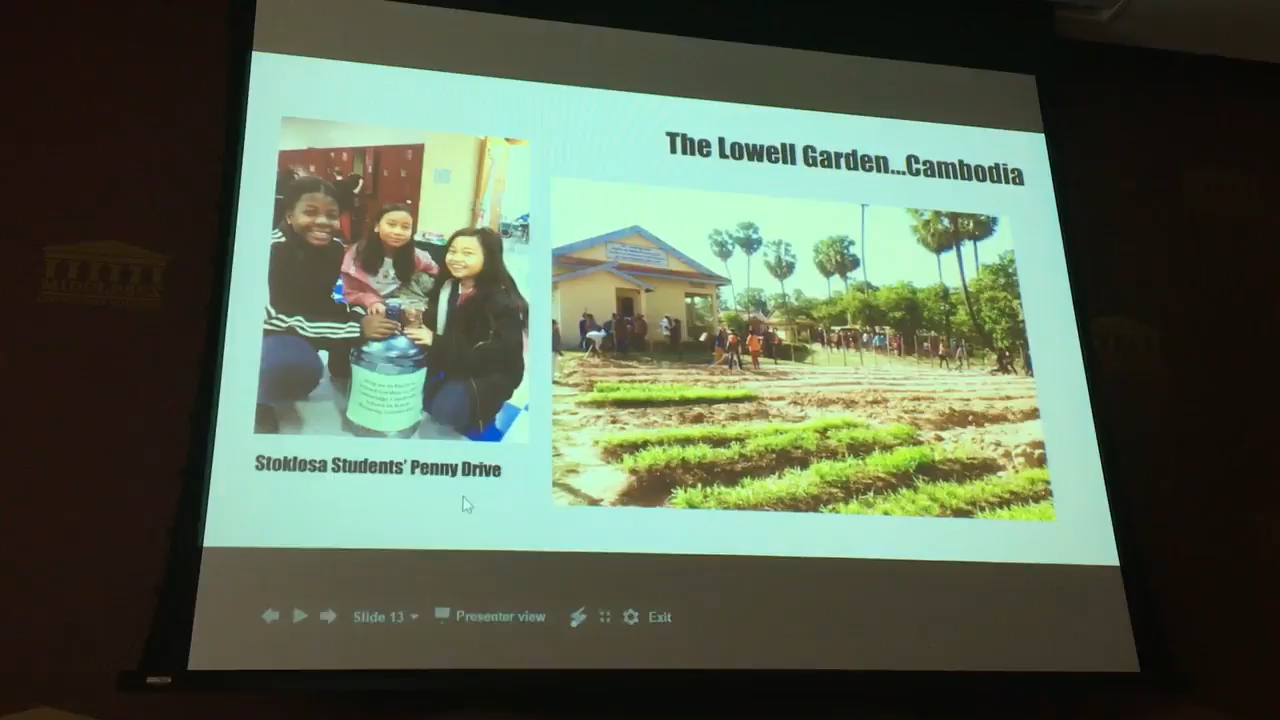 The Lowell Garden...Cambodia
Stoklosa Students' Penny Drive
Slide 13
Presenter view
Exit